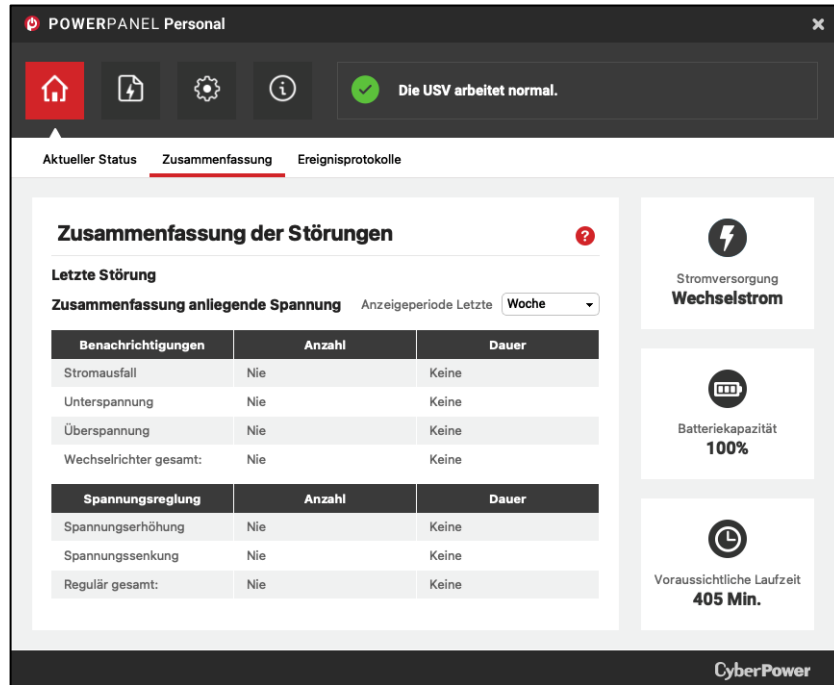 POWERPANEL Personal
Die USV arbeitet normal.
Aktueller Status Zusammenfassung Ereignisprotokolle
Zusammenfassung der Störungen ?
Letzte Störung
Zusammenfassung anliegende Spannung Anzeigeperiode Letzte Woche
Benachrichtigungen Anzahl Dauer
Stromausfall Nie Keine
Unterspannung Nie Keine
Überspannung Nie Keine
Wechselrichter gesamt: Nie Keine
Spannungsreglung Anzahl Dauer
Spannungserhöhung Nie Keine
Spannungssenkung Nie Keine
Regulär gesamt: Nie Keine
Stromversorgung
Wechselstrom
Batteriekapazität
100%
Voraussichtliche Laufzeit
405 Min.
CyberPower